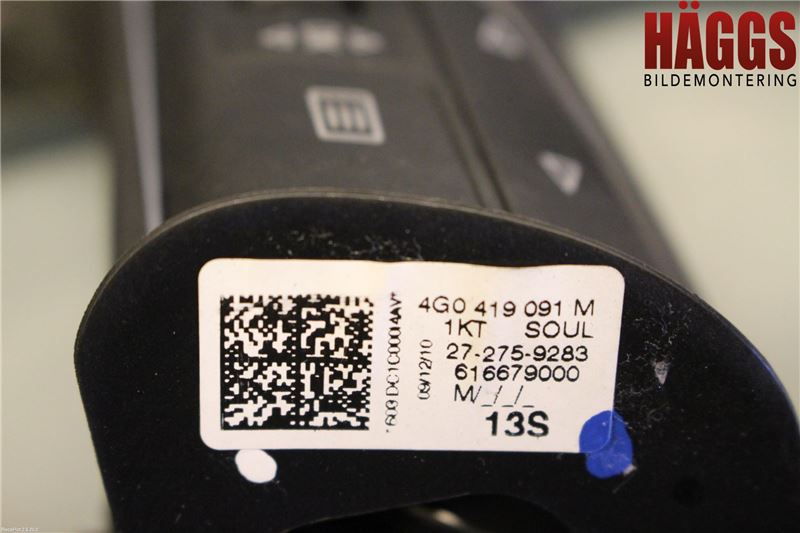 HÄGGS
BILDEMONTERING
4G0 419 091 M
1KT SOUL
27-275-9283
616679000
M/_/_/_
13S
09/12/10